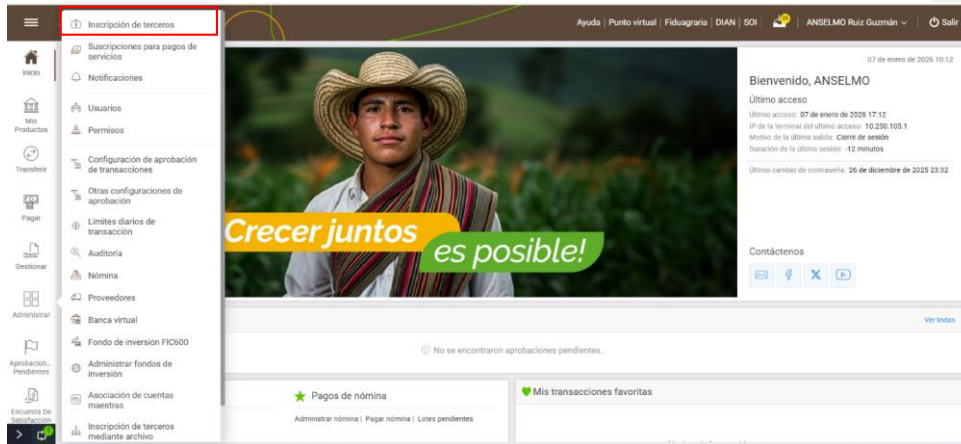 Inscripción de terceros
Suscripciones para pagos de
servicios
Notificaciones
Usuarios
Permisos
Configuración de aprobación
de transacciones
Otras configuraciones de
aprobación
Limites diarios de
transacción
Auditoria
Nómina
Proveedores
Banca virtual
Fondo de inversión FIC600
Administrar fondos de
inversión
Asociación de cuentas
maestras
Inscripción de terceros
mediante archivo
Inicio
Mis
Productos
Transferir
Pagar
Gestionar
Administrar
Aprobacion...
Pendientes
Encuesta De
Satisfacción
Ayuda | Punto virtual | Fiduagraria | DIAN | SOI
ANSELMO Ruiz Guzmán
Salir
07 de enero de 2026 10:12
Bienvenido, ANSELMO
Último acceso
Último acceso: 07 de enero de 2026 17:12
IP de la terminal del último acceso: 10.250.105.1
Motivo de la última salida: Cierre de sesión
Duración de la última sesión: -12 minutos
Último cambio de contraseña: 26 de diciembre de 2025 23:32
Crecer juntos
es posible!
Contáctenos
Ver todas
No se encontraron aprobaciones pendientes.
Pagos de nómina
Administrar nómina | Pagar nómina | Lotes pendientes
Mis transacciones favoritas